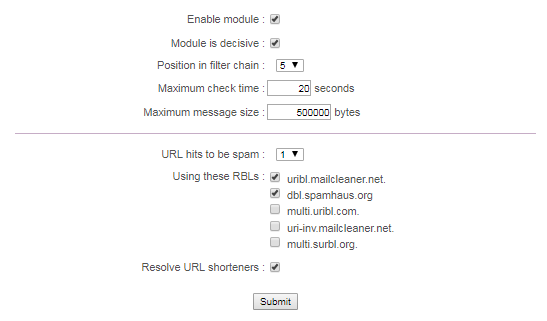 Enable module :
Module is decisive :
Position in filter chain : 5
Maximum check time : 20 seconds
Maximum message size : 500000 bytes
URL hits to be spam : 1
Using these RBLs : uribl.mailcleaner.net.
dbl.spamhaus.org
multi.uribl.com.
uri-inv.mailcleaner.net.
multi.surbl.org.
Resolve URL shorteners :
Submit